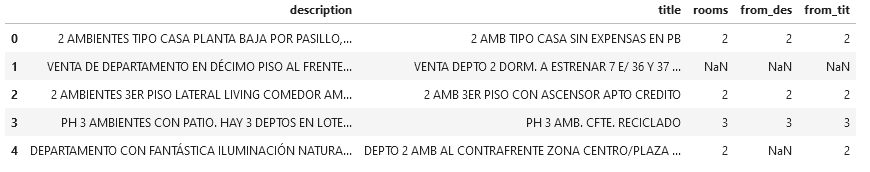 description title rooms from_des from_tit
0 2 AMBIENTES TIPO CASA PLANTA BAJA POR PASILLO,... 2 AMB TIPO CASA SIN EXPENSAS EN PB 2 2 2
1 VENTA DE DEPARTAMENTO EN DÉCIMO PISO AL FRENTE... VENTA DEPTO 2 DORM. A ESTRENAR 7 E/ 36 Y 37 ... NaN NaN NaN
2 2 AMBIENTES 3ER PISO LATERAL LIVING COMEDOR AM... 2 AMB 3ER PISO CON ASCENSOR APTO CREDITO 2 2 2
3 PH 3 AMBIENTES CON PATIO. HAY 3 DEPTOS EN LOTE... PH 3 AMB. CFTE. RECICLADO 3 3 3
4 DEPARTAMENTO CON FANTÁSTICA ILUMINACIÓN NATURA... DEPTO 2 AMB AL CONTRAFRENTE ZONA CENTRO/PLAZA ... 2 NaN 2